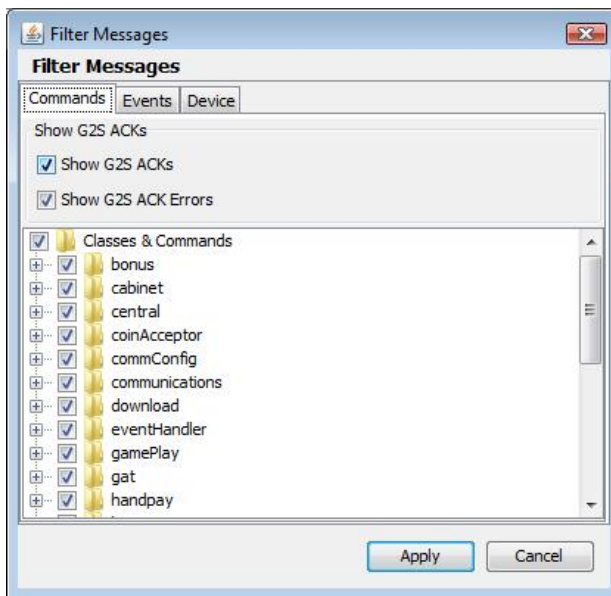 Filter Messages
Filter Messages
Commands Events Device
Show G2S ACKs
Show G2S ACKs
Show G2S ACK Errors
Classes & Commands
bonus
cabinet
central
coinAcceptor
commConfig
communications
download
eventHandler
gamePlay
gat
handpay
Apply Cancel